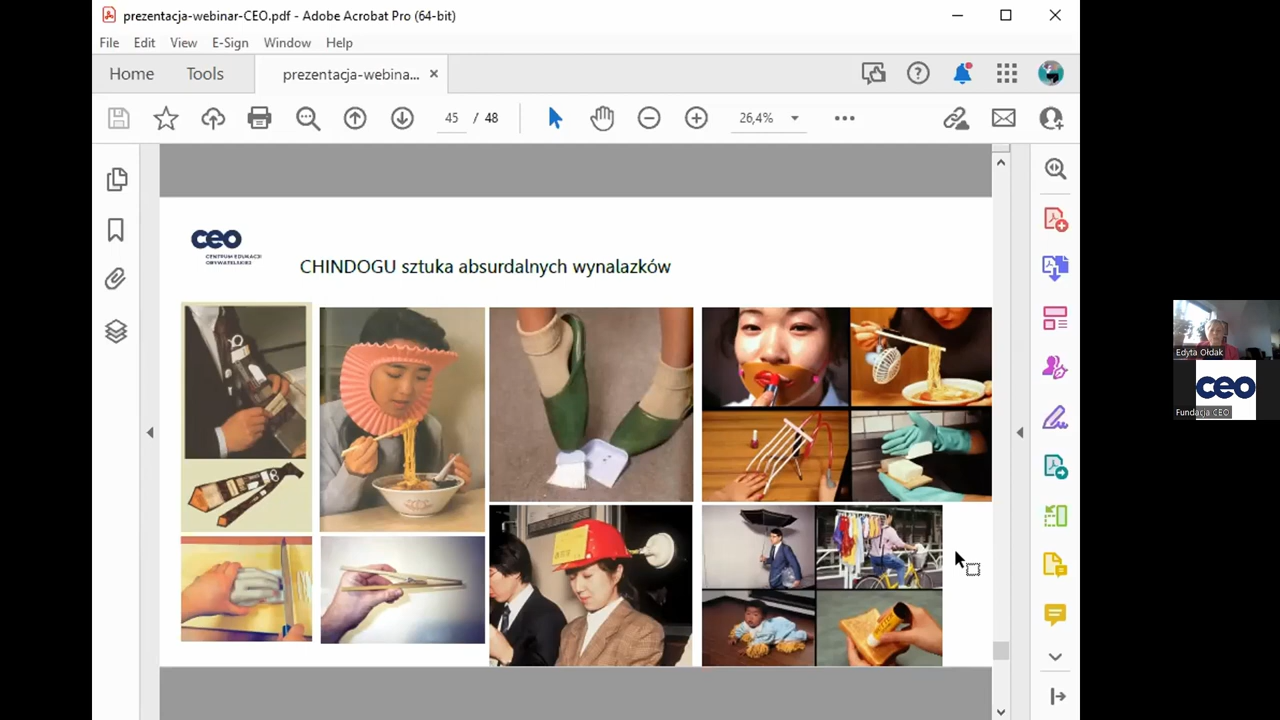 prezentacja-webinar-CEO.pdf - Adobe Acrobat Pro (64-bit)
File Edit View E-Sign Window Help
Home Tools prezentacja-webina...
45 / 48 26,4%
ceo
CENTRUM EDUKACJI
OBYWATELSKIEJ
CHINDOGU sztuka absurdalnych wynalazków
Edyta Ołdak
ceo
Fundacja CEO